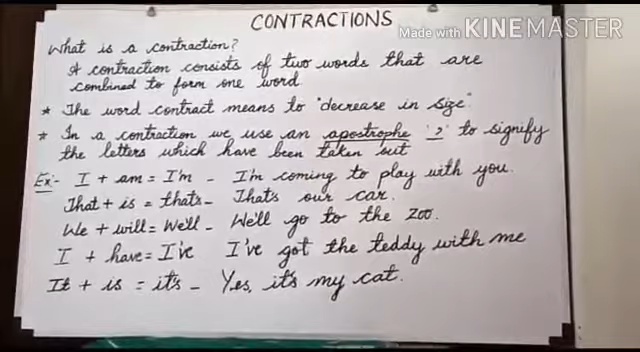 CONTRACTIONS
Made with KINEMASTER
What is a contraction?
A contraction consists of two words that are
combined to form one word.
* The word contract means to "decrease in size".
* In a contraction we use an apostrophe ' to signify
the letters which have been taken out
Ex:- I + am = I'm - I'm coming to play with you.
That + is = that's - That's our car.
We + will = We'll - We'll go to the zoo.
I + have = I've I've got the teddy with me
It + is = it's - Yes, it's my cat.